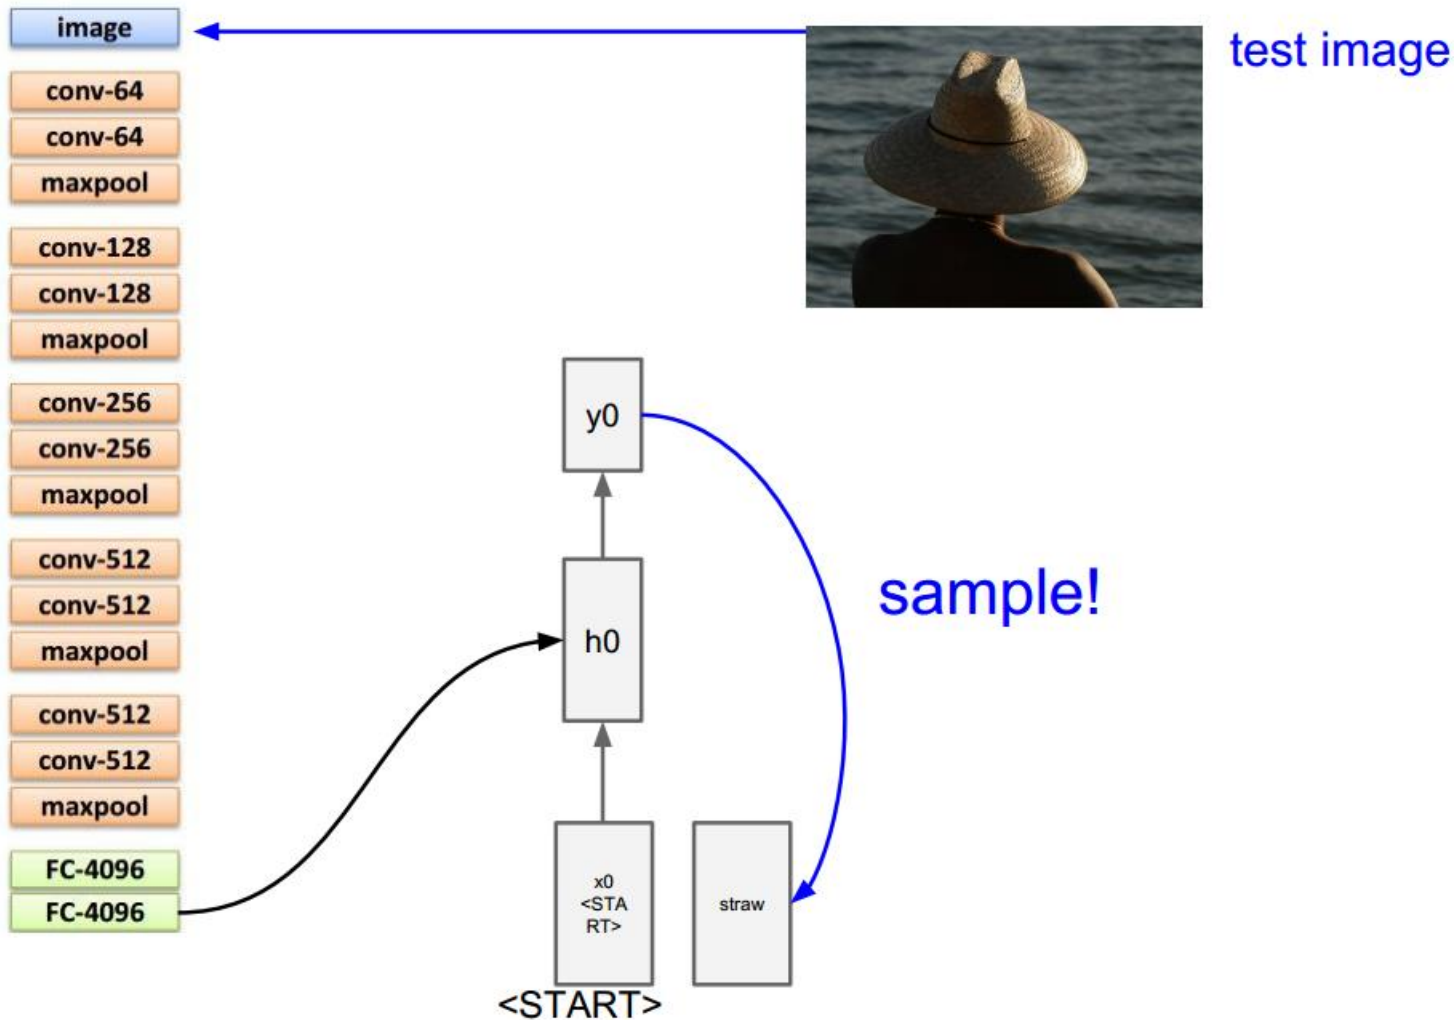 image
test image
conv-64
conv-64
maxpool
conv-128
conv-128
maxpool
conv-256
conv-256
maxpool
conv-512
conv-512
maxpool
conv-512
conv-512
maxpool
FC-4096
FC-4096
y0
h0
sample!
x0
<STA
RT>
straw
<START>